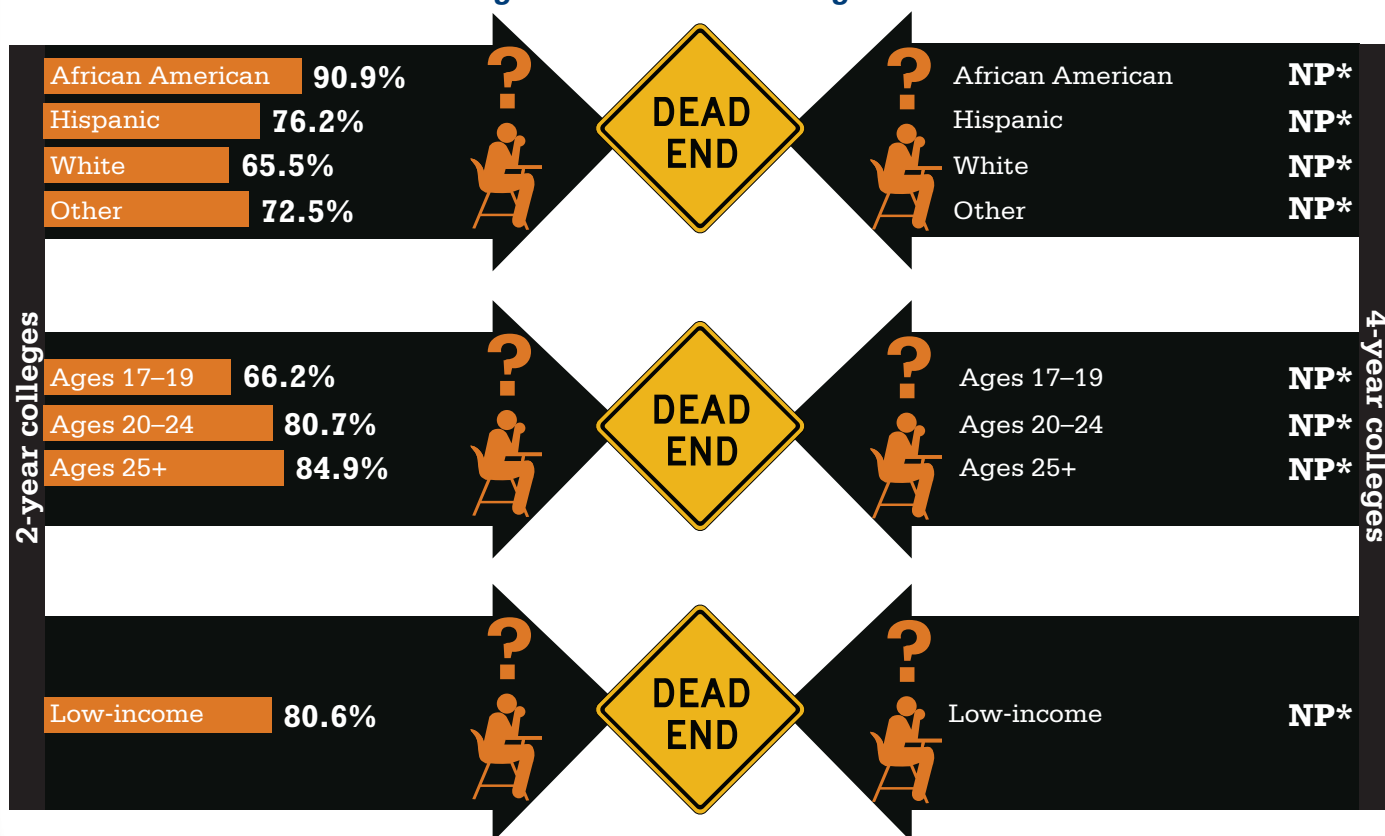 2-year colleges
African American 90.9%
Hispanic 76.2%
White 65.5%
Other 72.5%
?
DEAD
END
?
African American NP*
Hispanic NP*
White NP*
Other NP*
Ages 17–19 66.2%
Ages 20–24 80.7%
Ages 25+ 84.9%
?
DEAD
END
?
Ages 17–19 NP*
Ages 20–24 NP*
Ages 25+ NP*
Low-income 80.6%
?
DEAD
END
?
Low-income NP*
4-year colleges